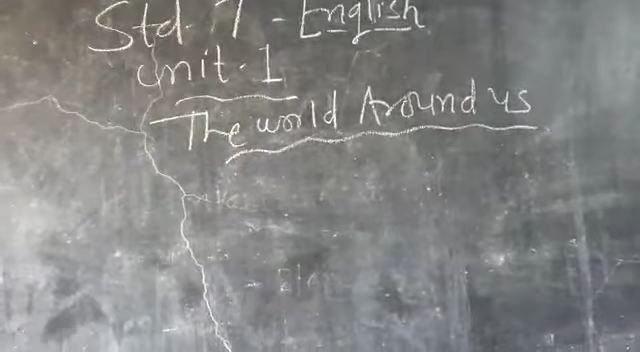 Std- 7 - English
unit-1
The world Around us